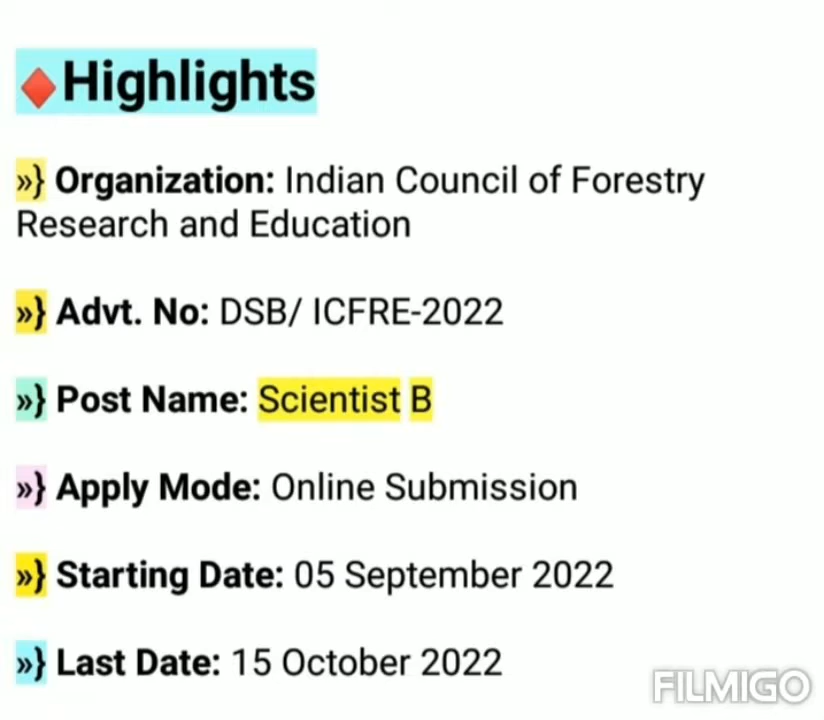 ♦Highlights
»} Organization: Indian Council of Forestry
Research and Education
»} Advt. No: DSB/ ICFRE-2022
»} Post Name: Scientist B
»} Apply Mode: Online Submission
»} Starting Date: 05 September 2022
»} Last Date: 15 October 2022
FILMIGO